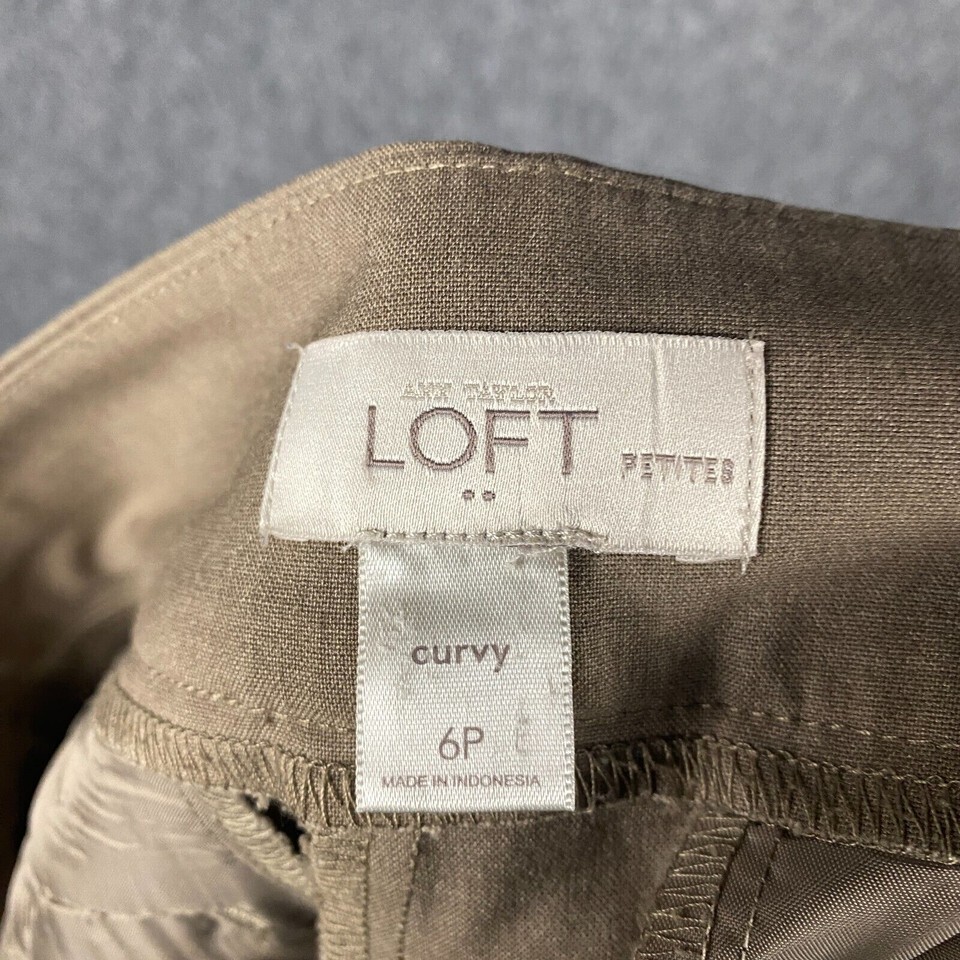 ANN TAYLOR
LOFT
PETITES
curvy
6P
MADE IN INDONESIA